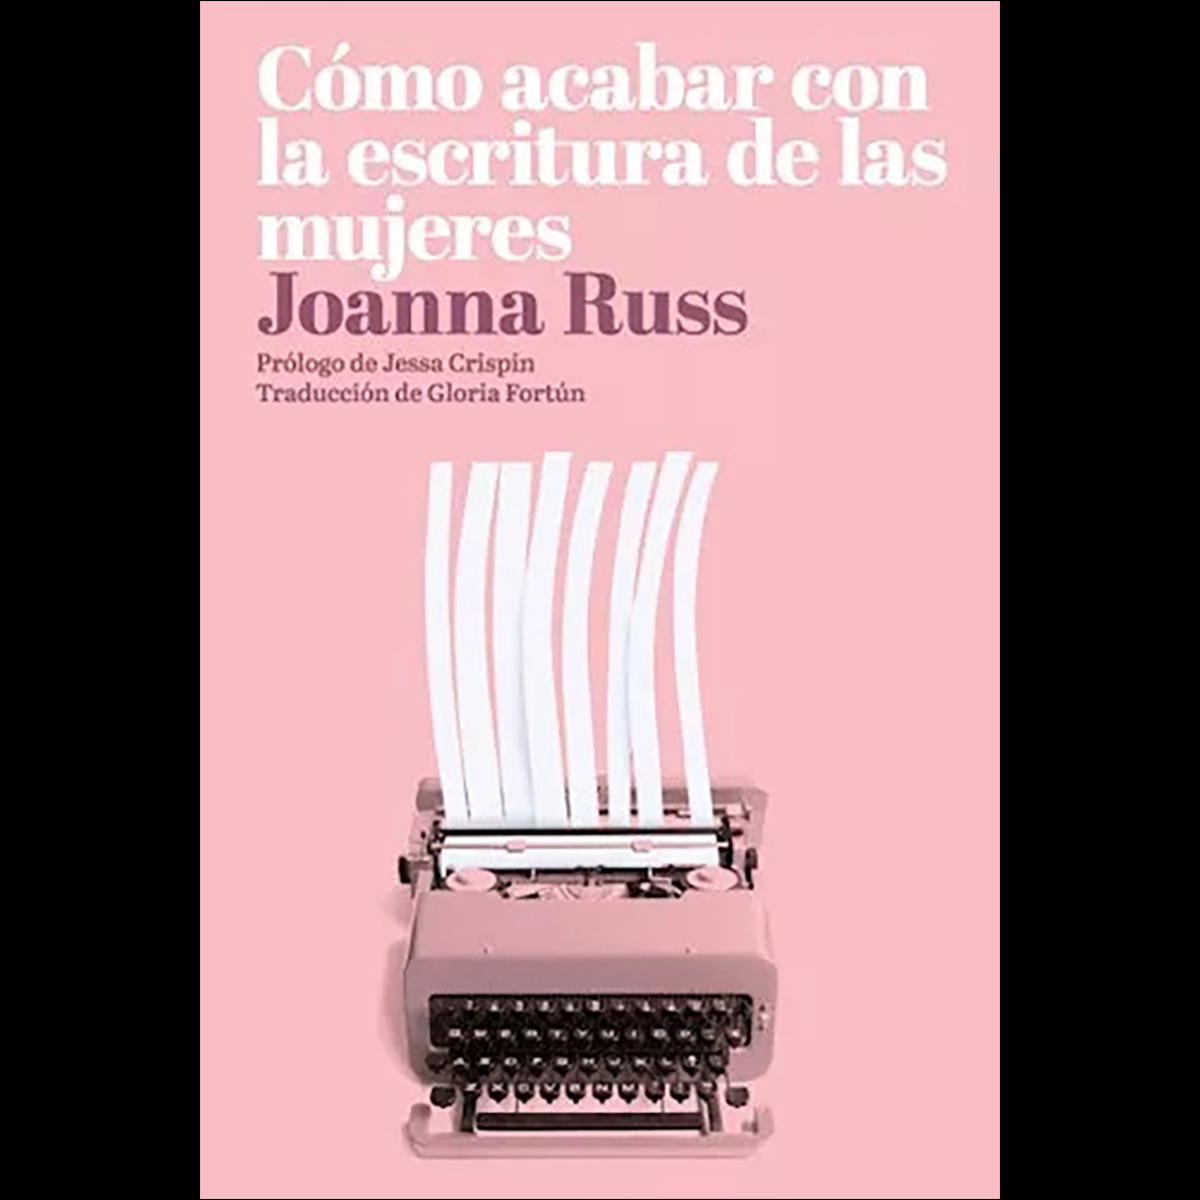 Cómo acabar con
la escritura de las
mujeres
Joanna Russ
Prólogo de Jessa Crispin
Traducción de Gloria Fortún